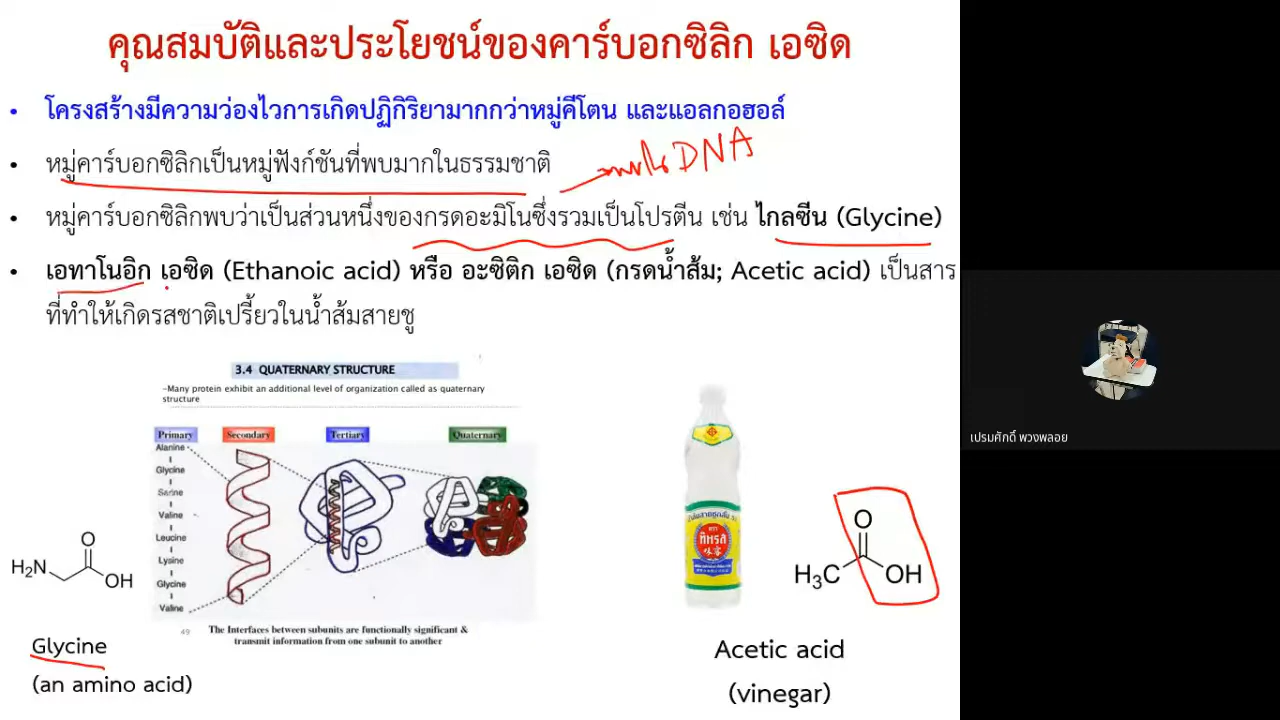 คุณสมบัติและประโยชน์ของคาร์บอกซิลิก เอซิด
• โครงสร้างมีความว่องไวการเกิดปฏิกิริยามากกว่าหมู่คีโตน และแอลกอฮอล์
• หมู่คาร์บอกซิลิกเป็นหมู่ฟังก์ชันที่พบมากในธรรมชาติ
พบใน DNA
• หมู่คาร์บอกซิลิกพบว่าเป็นส่วนหนึ่งของกรดอะมิโนซึ่งรวมเป็นโปรตีน เช่น ไกลซีน (Glycine)
• เอทาโนอิก เอซิด (Ethanoic acid) หรือ อะซิติก เอซิด (กรดน้ำส้ม; Acetic acid) เป็นสาร
ที่ทำให้เกิดรสชาติเปรี้ยวในน้ำส้มสายชู
3.4 QUATERNARY STRUCTURE
-Many protein exhibit an additional level of organization called as quaternary
structure
Primary Secondary Tertiary Quaternary
Alanine
Glycine
Serine
Valine
Leucine
Lysine
Glycine
Valine
49
The Interfaces between subunits are functionally significant &
transmit information from one subunit to another
H₂N O OH
Glycine
(an amino acid)
ทิพรส
H₃C O OH
Acetic acid
(vinegar)
เปรมศักดิ์ พวงพลอย